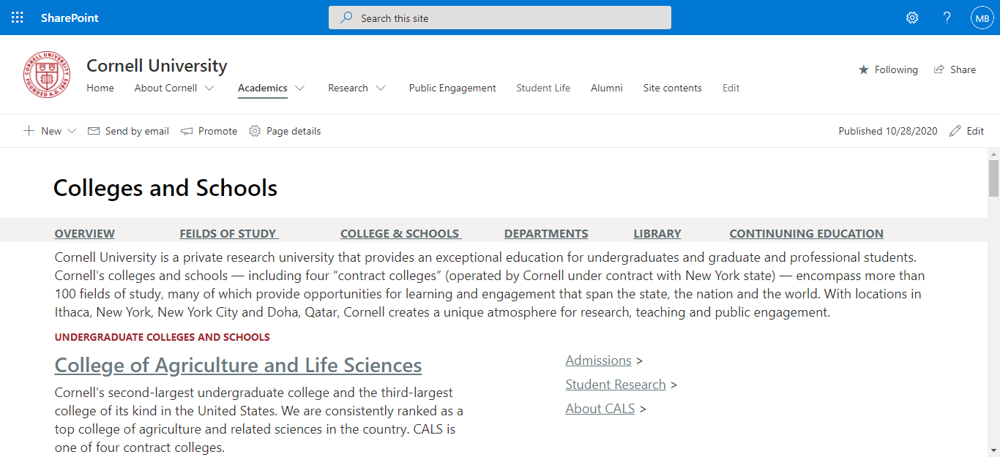 SharePoint
Search this site
?
MB
CORNELL UNIVERSITY
FOUNDED A.D. 1865
Cornell University
Following
Share
Home
About Cornell
Academics
Research
Public Engagement
Student Life
Alumni
Site contents
Edit
New
Send by email
Promote
Page details
Published 10/28/2020
Edit
Colleges and Schools
OVERVIEW
FEILDS OF STUDY
COLLEGE & SCHOOLS
DEPARTMENTS
LIBRARY
CONTINUNING EDUCATION
Cornell University is a private research university that provides an exceptional education for undergraduates and graduate and professional students.
Cornell's colleges and schools — including four “contract colleges” (operated by Cornell under contract with New York state) — encompass more than
100 fields of study, many of which provide opportunities for learning and engagement that span the state, the nation and the world. With locations in
Ithaca, New York, New York City and Doha, Qatar, Cornell creates a unique atmosphere for research, teaching and public engagement.
UNDERGRADUATE COLLEGES AND SCHOOLS
College of Agriculture and Life Sciences
Cornell's second-largest undergraduate college and the third-largest
college of its kind in the United States. We are consistently ranked as a
top college of agriculture and related sciences in the country. CALS is
one of four contract colleges.
Admissions >
Student Research >
About CALS >